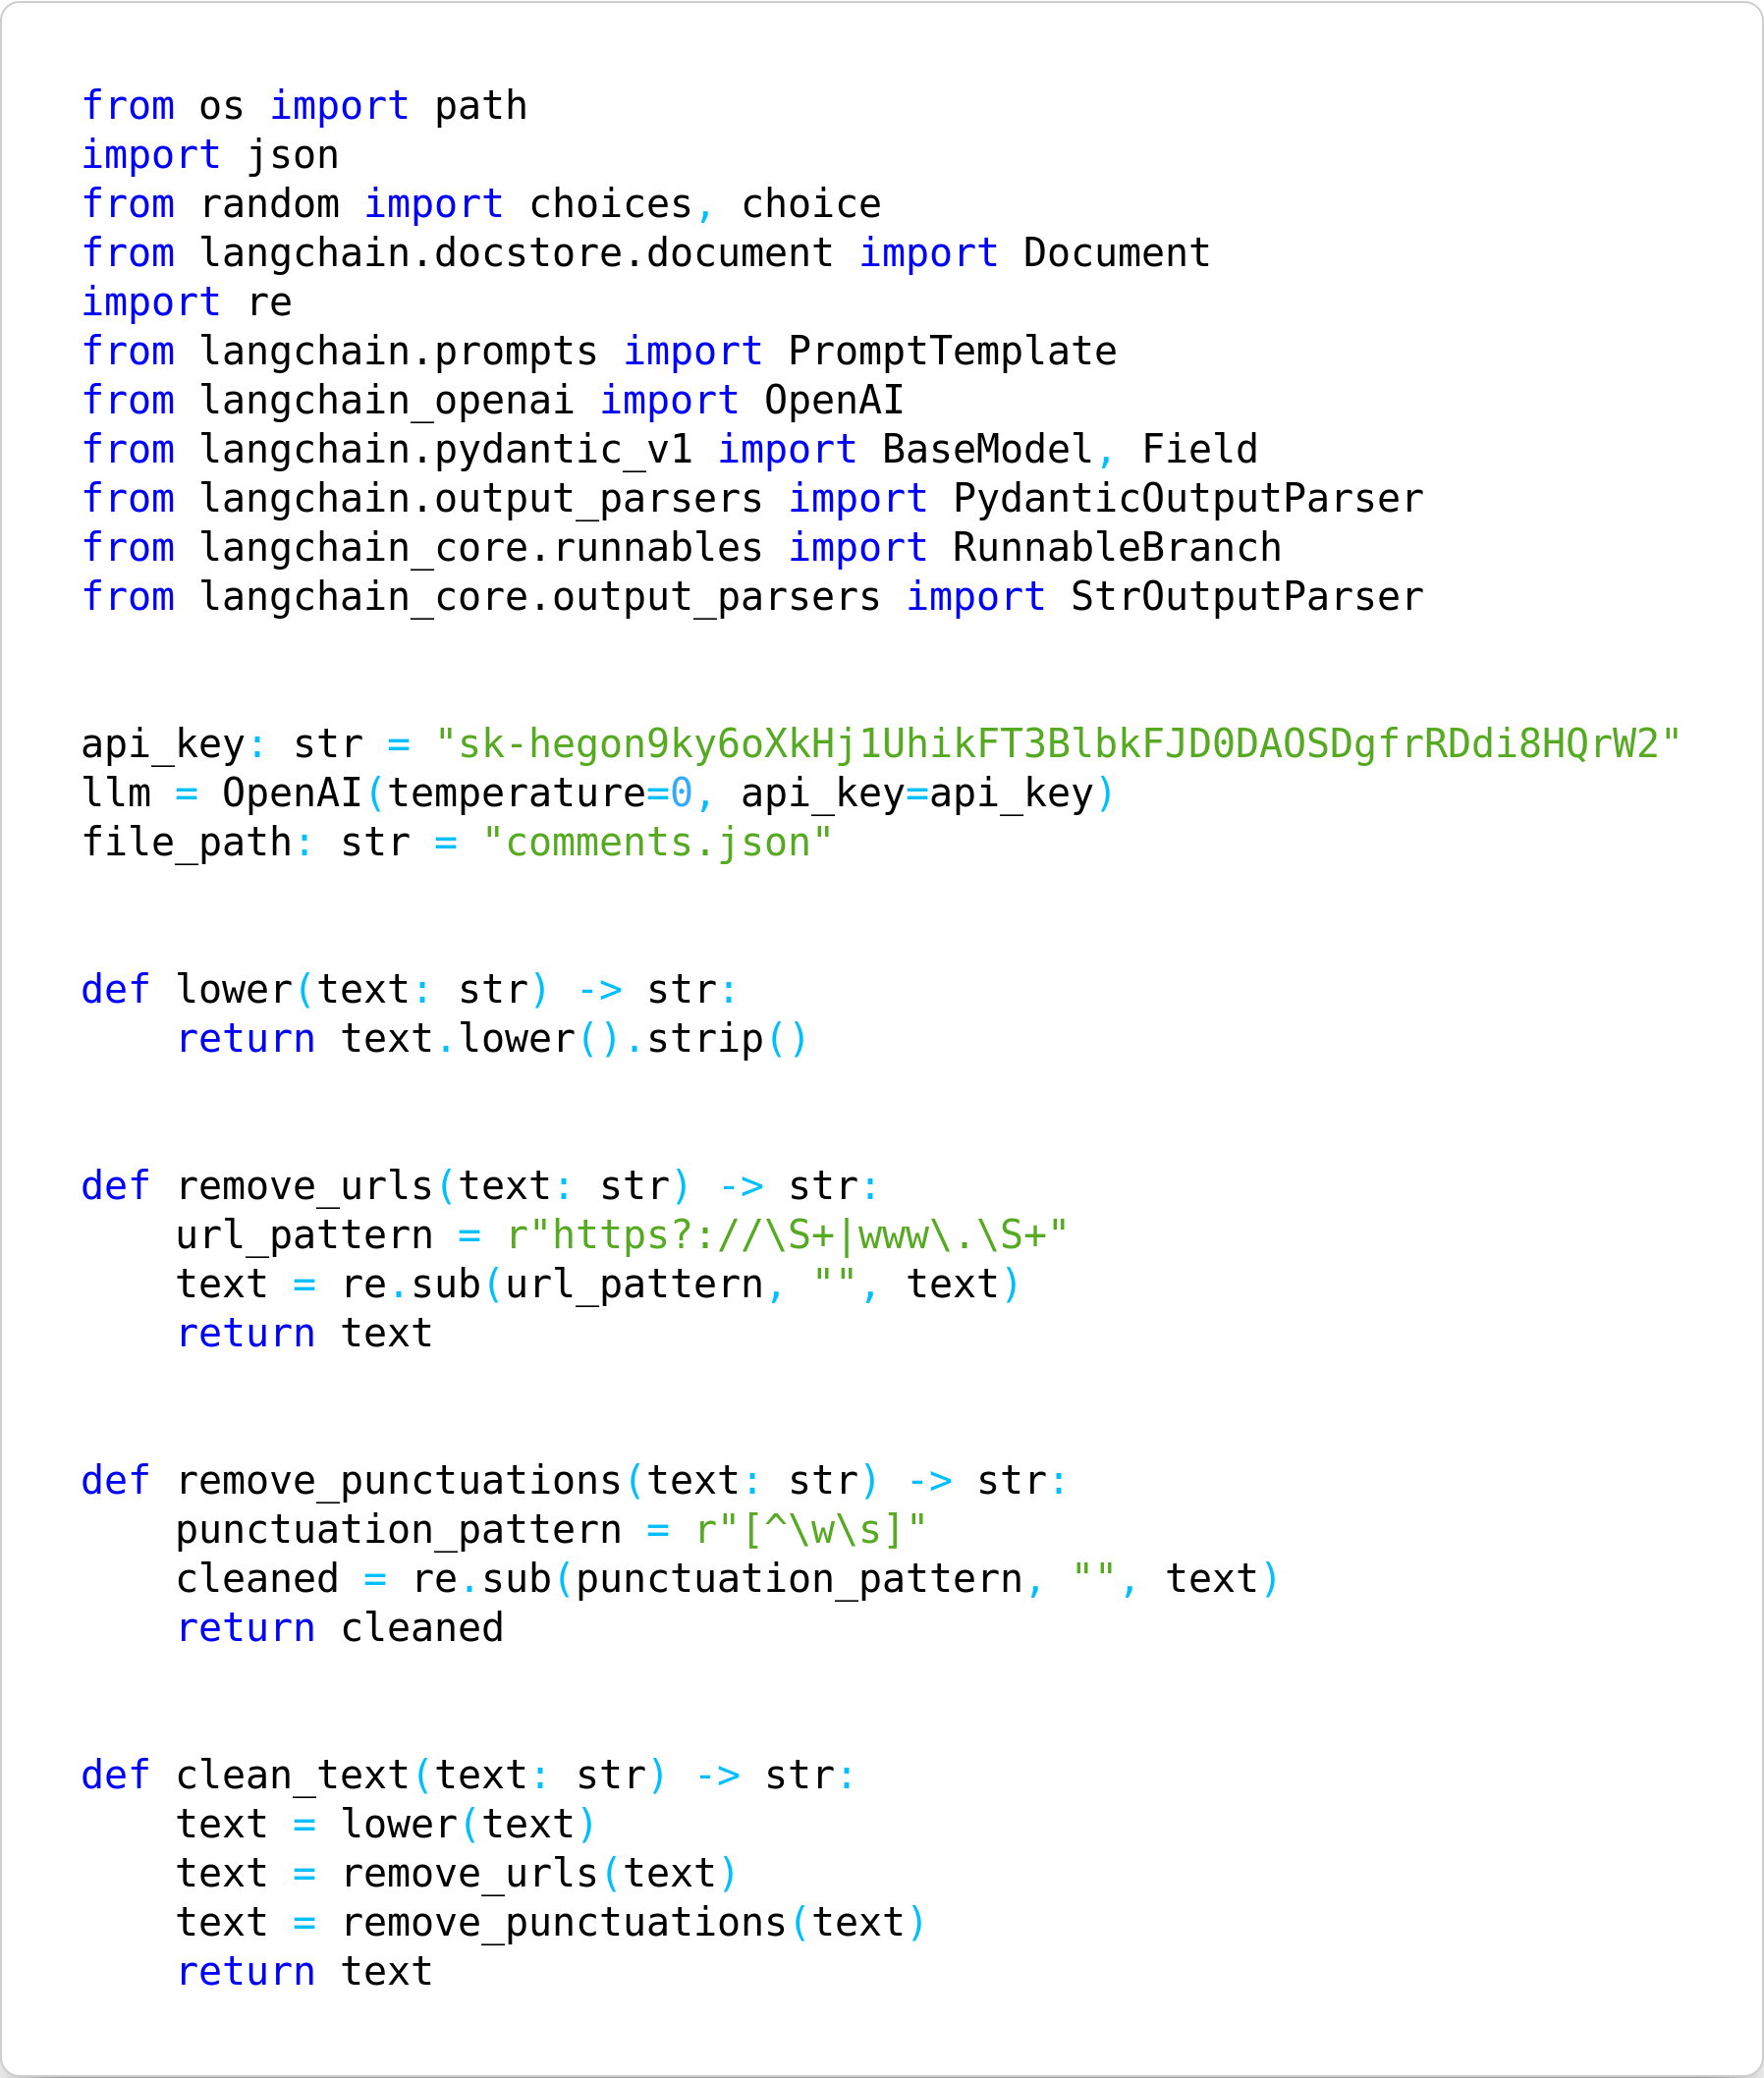 from os import path
import json
from random import choices, choice
from langchain.docstore.document import Document
import re
from langchain.prompts import PromptTemplate
from langchain_openai import OpenAI
from langchain.pydantic_v1 import BaseModel, Field
from langchain.output_parsers import PydanticOutputParser
from langchain_core.runnables import RunnableBranch
from langchain_core.output_parsers import StrOutputParser
api_key: str = "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"
llm = OpenAI(temperature=0, api_key=api_key)
file_path: str = "comments.json"
def lower(text: str) -> str:
    return text.lower().strip()
def remove_urls(text: str) -> str:
    url_pattern = r"https?://\S+|www\.\S+"
    text = re.sub(url_pattern, "", text)
    return text
def remove_punctuations(text: str) -> str:
    punctuation_pattern = r"[^\w\s]"
    cleaned = re.sub(punctuation_pattern, "", text)
    return cleaned
def clean_text(text: str) -> str:
    text = lower(text)
    text = remove_urls(text)
    text = remove_punctuations(text)
    return text